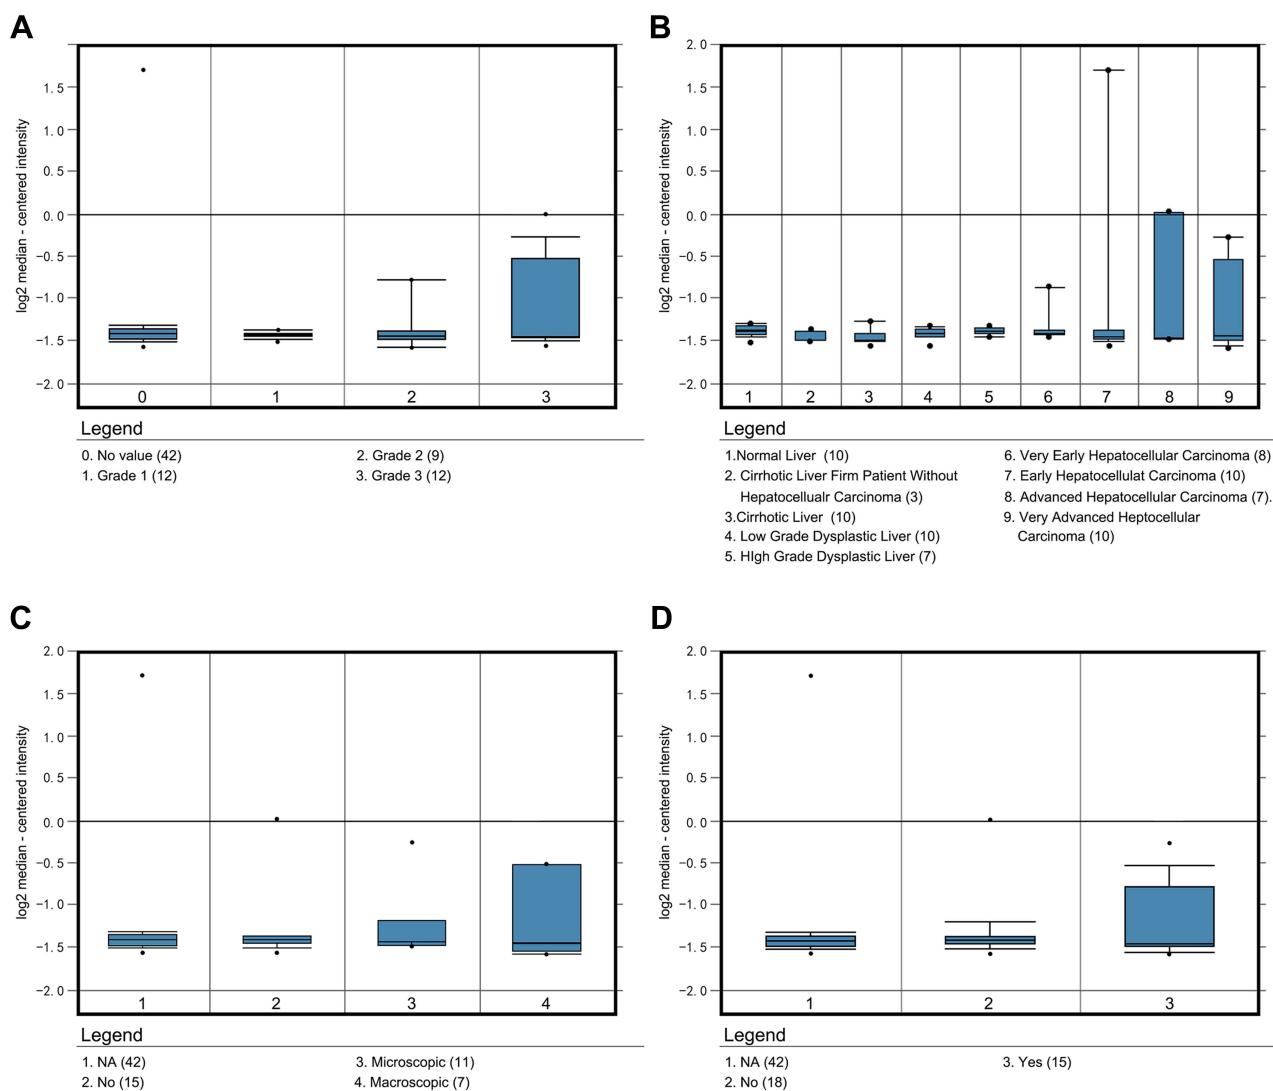 A
log2 median - centered intensity
1.5
1.0
0.5
0.0
−0.5
−1.0
−1.5
−2.0
0 1 2 3
Legend
0. No value (42) 2. Grade 2 (9)
1. Grade 1 (12) 3. Grade 3 (12)
B
log2 median - centered intensity
2.0
1.5
1.0
0.5
0.0
−0.5
−1.0
−1.5
−2.0
1 2 3 4 5 6 7 8 9
Legend
1.Normal Liver (10)
2. Cirrhotic Liver Firm Patient Without
Hepatocellualr Carcinoma (3)
3.Cirrhotic Liver (10)
4. Low Grade Dysplastic Liver (10)
5. HIgh Grade Dysplastic Liver (7)
6. Very Early Hepatocellular Carcinoma (8)
7. Early Hepatocellulat Carcinoma (10)
8. Advanced Hepatocellular Carcinoma (7).
9. Very Advanced Heptocellular
Carcinoma (10)
C
log2 median - centered intensity
2.0
1.5
1.0
0.5
0.0
−0.5
−1.0
−1.5
−2.0
1 2 3 4
Legend
1. NA (42) 3. Microscopic (11)
2. No (15) 4. Macroscopic (7)
D
log2 median - centered intensity
2.0
1.5
1.0
0.5
0.0
−0.5
−1.0
−1.5
−2.0
1 2 3
Legend
1. NA (42) 3. Yes (15)
2. No (18)